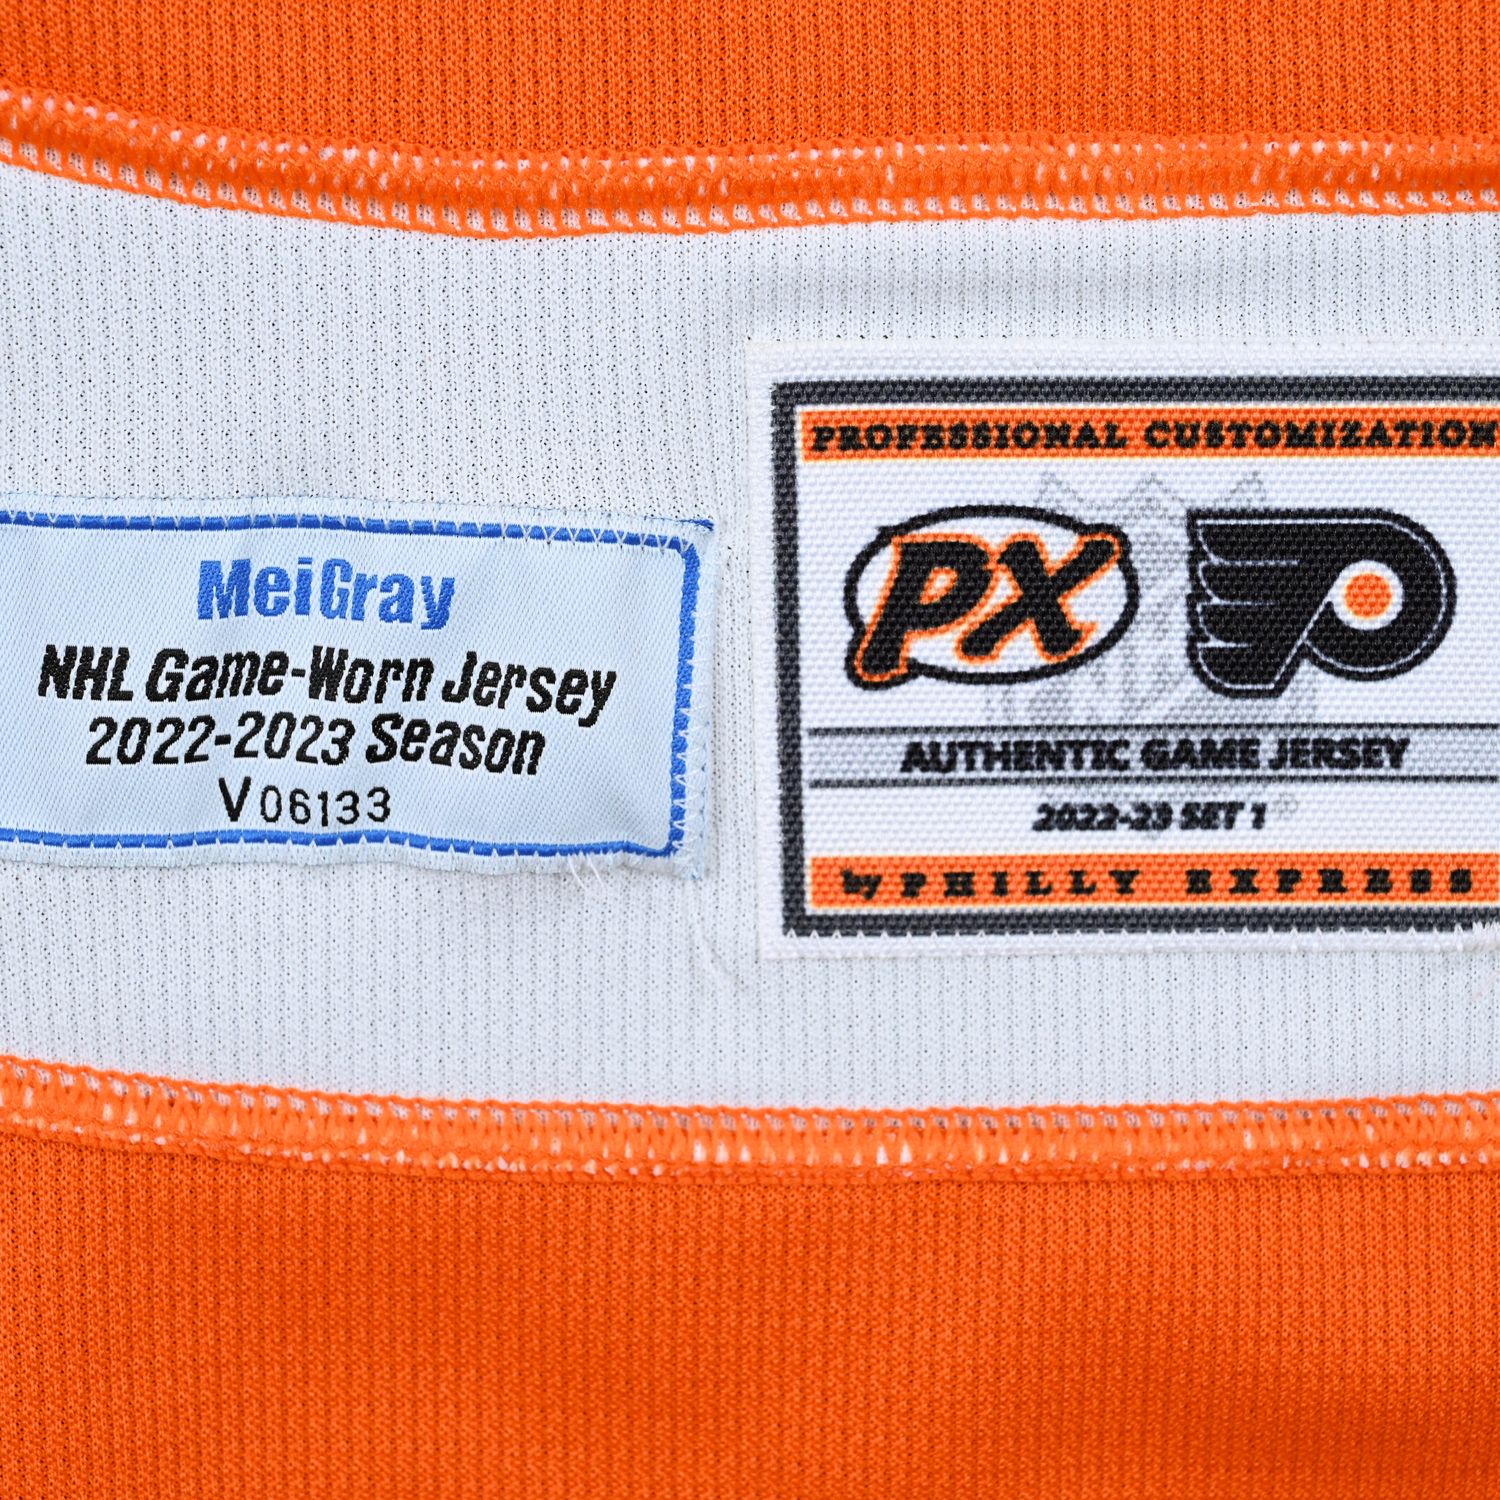 MeiGray
NHL Game-Worn Jersey
2022-2023 Season
V06133
PROFESSIONAL CUSTOMIZATION
PX
P
AUTHENTIC GAME JERSEY
2022-23 SET 1
by PHILLY EXPRESS